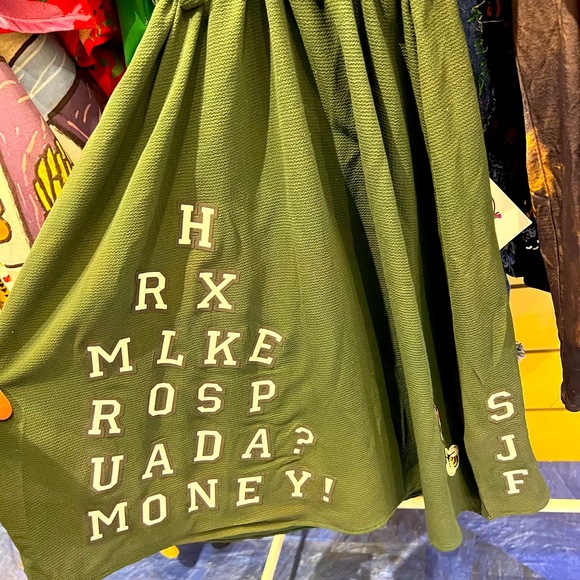 H
R X
M L K E
R O S P
U A D A ?
M O N E Y !
S
J
F